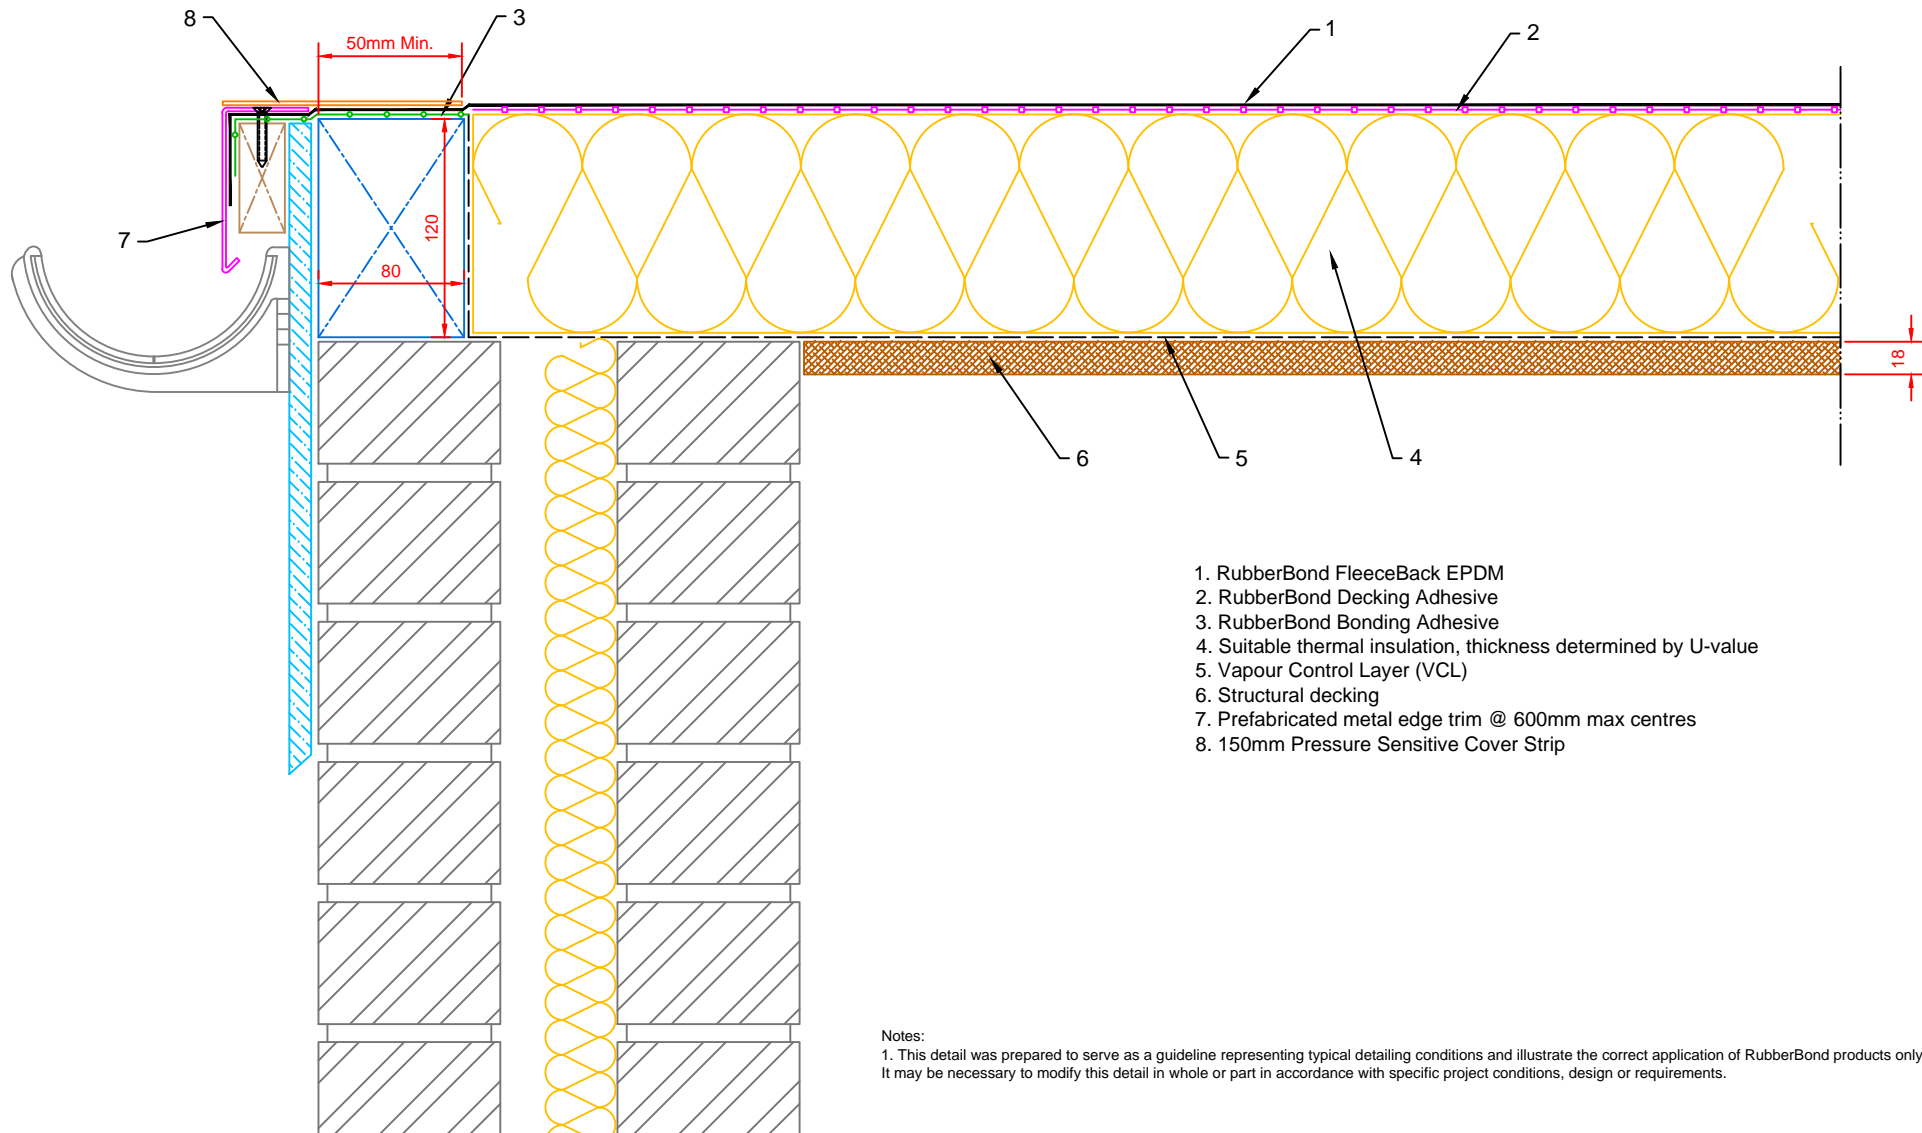 8
3
50mm Min.
1
2
7
120
80
18
6
5
4
1. RubberBond FleeceBack EPDM
2. RubberBond Decking Adhesive
3. RubberBond Bonding Adhesive
4. Suitable thermal insulation, thickness determined by U-value
5. Vapour Control Layer (VCL)
6. Structural decking
7. Prefabricated metal edge trim @ 600mm max centres
8. 150mm Pressure Sensitive Cover Strip
Notes:
1. This detail was prepared to serve as a guideline representing typical detailing conditions and illustrate the correct application of RubberBond products only
It may be necessary to modify this detail in whole or part in accordance with specific project conditions, design or requirements.